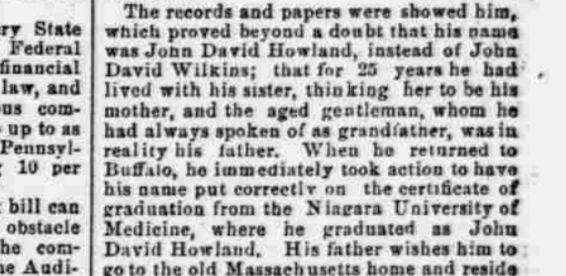 ry State
Federal
financial
law, and
us com-
up to as
Pennsyl-
10 per
bill can
obstacle
he com-
e Audi-
The records and papers were showed him,
which proved beyond a doubt that his name
was John David Howland, instead of John
David Wilkins; that for 25 years he had
lived with his sister, thinking her to be his
mother, and the aged gentleman, whom he
had always spoken of as grandfather, was in
reality his father. When he returned to
Buffalo, he immediately took action to have
his name put correctly on the certificate of
graduation from the Niagara University of
Medicine, where he graduated as John
David Howland. His father wishes him to
go to the old Massachusetts home and reside